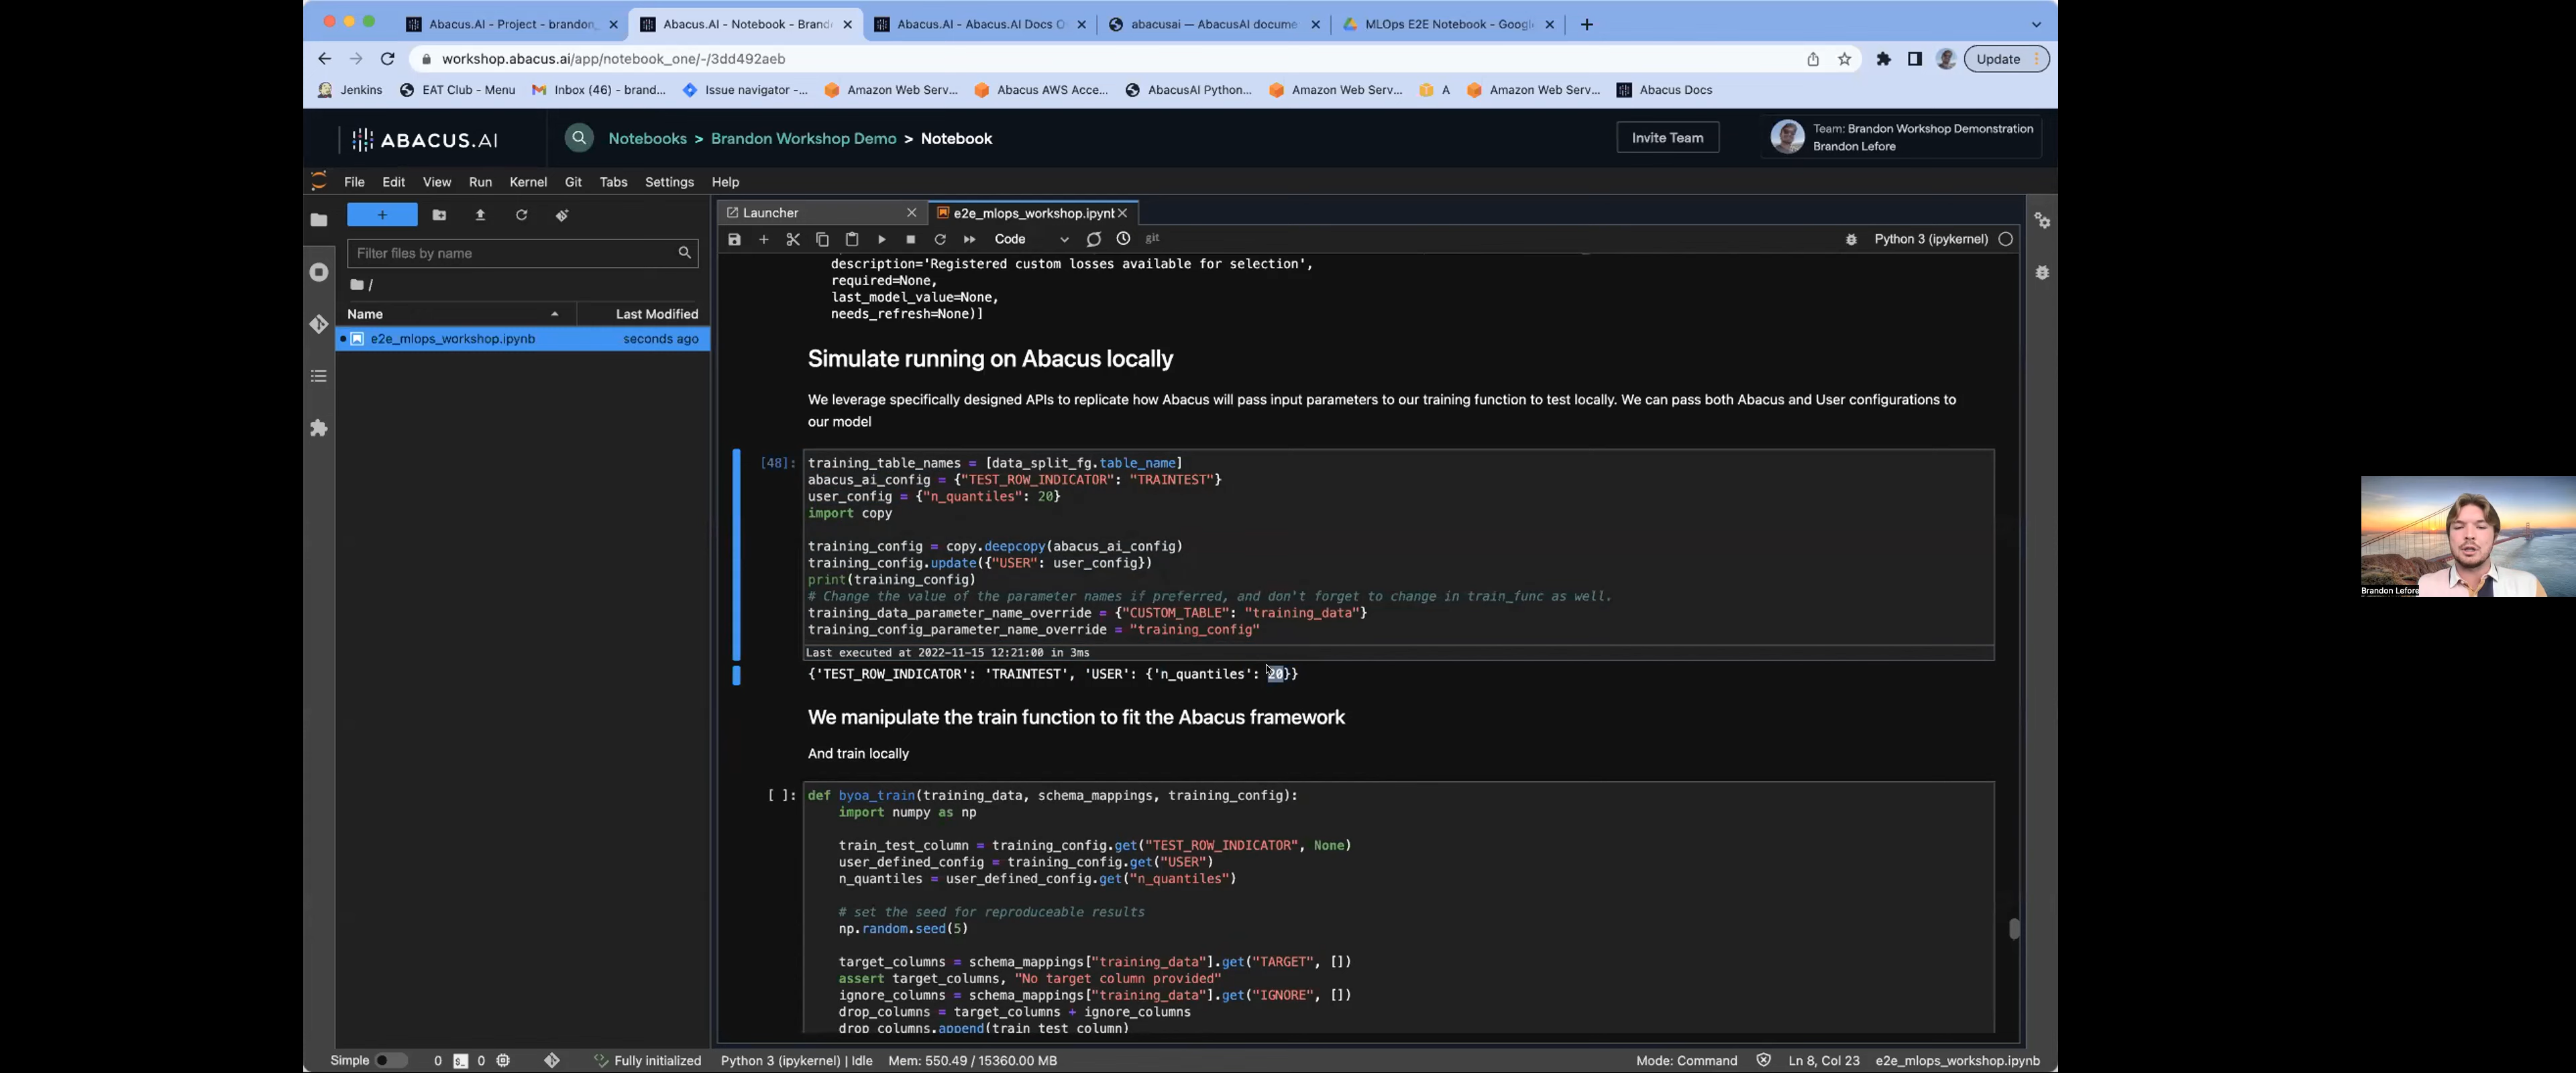 Abacus.AI - Project - brandon_
Abacus.AI - Notebook - Brand
Abacus.AI - Abacus.AI Docs O
abacusai — AbacusAI docume
MLOps E2E Notebook - Googl
workshop.abacus.ai/app/notebook_one/-/3dd492aeb
Update
Jenkins
EAT Club - Menu
Inbox (46) - brand...
Issue navigator -...
Amazon Web Serv...
Abacus AWS Acce...
AbacusAI Python...
Amazon Web Serv...
A
Amazon Web Serv...
Abacus Docs
ABACUS.AI
Notebooks > Brandon Workshop Demo > Notebook
Invite Team
Team: Brandon Workshop Demonstration
Brandon Lefore
File Edit View Run Kernel Git Tabs Settings Help
+
Filter files by name
/
Name Last Modified
e2e_mlops_workshop.ipynb seconds ago
Launcher
e2e_mlops_workshop.ipynb
Code
git
Python 3 (ipykernel)
description='Registered custom losses available for selection',
required=None,
last_model_value=None,
needs_refresh=None)]
Simulate running on Abacus locally
We leverage specifically designed APIs to replicate how Abacus will pass input parameters to our training function to test locally. We can pass both Abacus and User configurations to
our model
[48]: training_table_names = [data_split_fg.table_name]
abacus_ai_config = {"TEST_ROW_INDICATOR": "TRAINTEST"}
user_config = {"n_quantiles": 20}
import copy
training_config = copy.deepcopy(abacus_ai_config)
training_config.update({"USER": user_config})
print(training_config)
# Change the value of the parameter names if preferred, and don't forget to change in train_func as well.
training_data_parameter_name_override = {"CUSTOM_TABLE": "training_data"}
training_config_parameter_name_override = "training_config"
Last executed at 2022-11-15 12:21:00 in 3ms
{'TEST_ROW_INDICATOR': 'TRAINTEST', 'USER': {'n_quantiles': 20}}
We manipulate the train function to fit the Abacus framework
And train locally
[ ]: def byoa_train(training_data, schema_mappings, training_config):
import numpy as np
train_test_column = training_config.get("TEST_ROW_INDICATOR", None)
user_defined_config = training_config.get("USER")
n_quantiles = user_defined_config.get("n_quantiles")
# set the seed for reproduceable results
np.random.seed(5)
target_columns = schema_mappings["training_data"].get("TARGET", [])
assert target_columns, "No target column provided"
ignore_columns = schema_mappings["training_data"].get("IGNORE", [])
drop_columns = target_columns + ignore_columns
drop_columns.append(train_test_column)
Simple 0 0 Fully initialized Python 3 (ipykernel) | Idle Mem: 550.49 / 15360.00 MB
Mode: Command Ln 8, Col 23 e2e_mlops_workshop.ipynb
Brandon Lefore